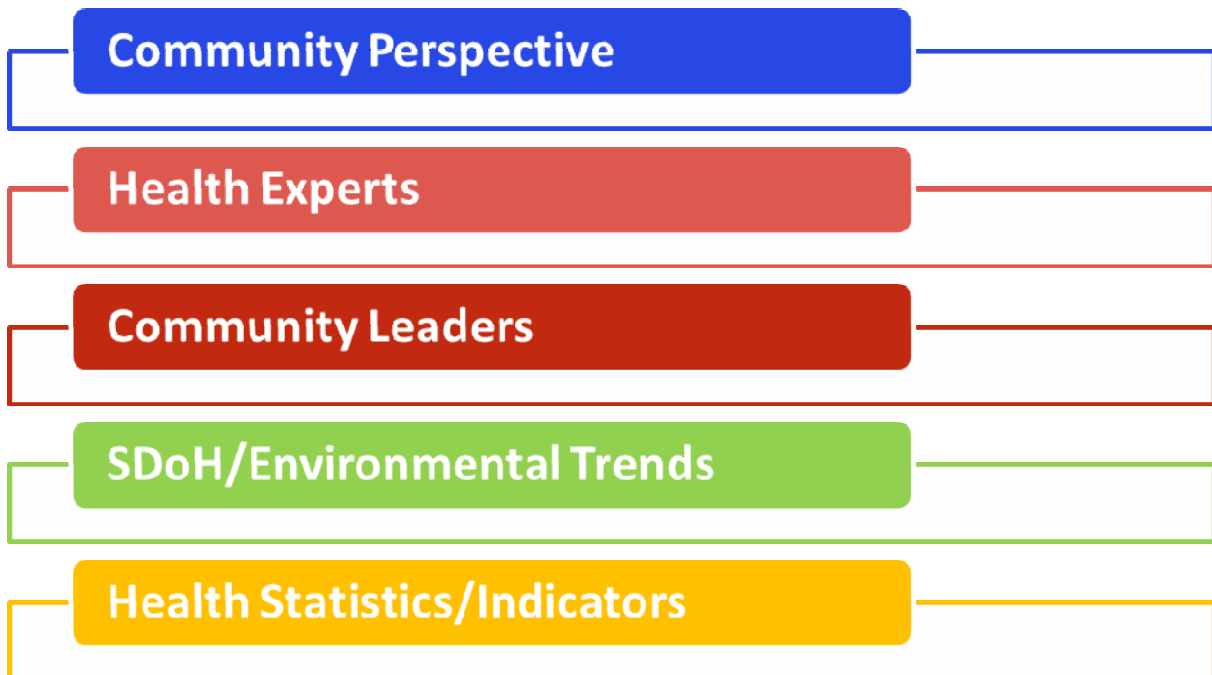 Community Perspective
Health Experts
Community Leaders
SDoH/Environmental Trends
Health Statistics/Indicators